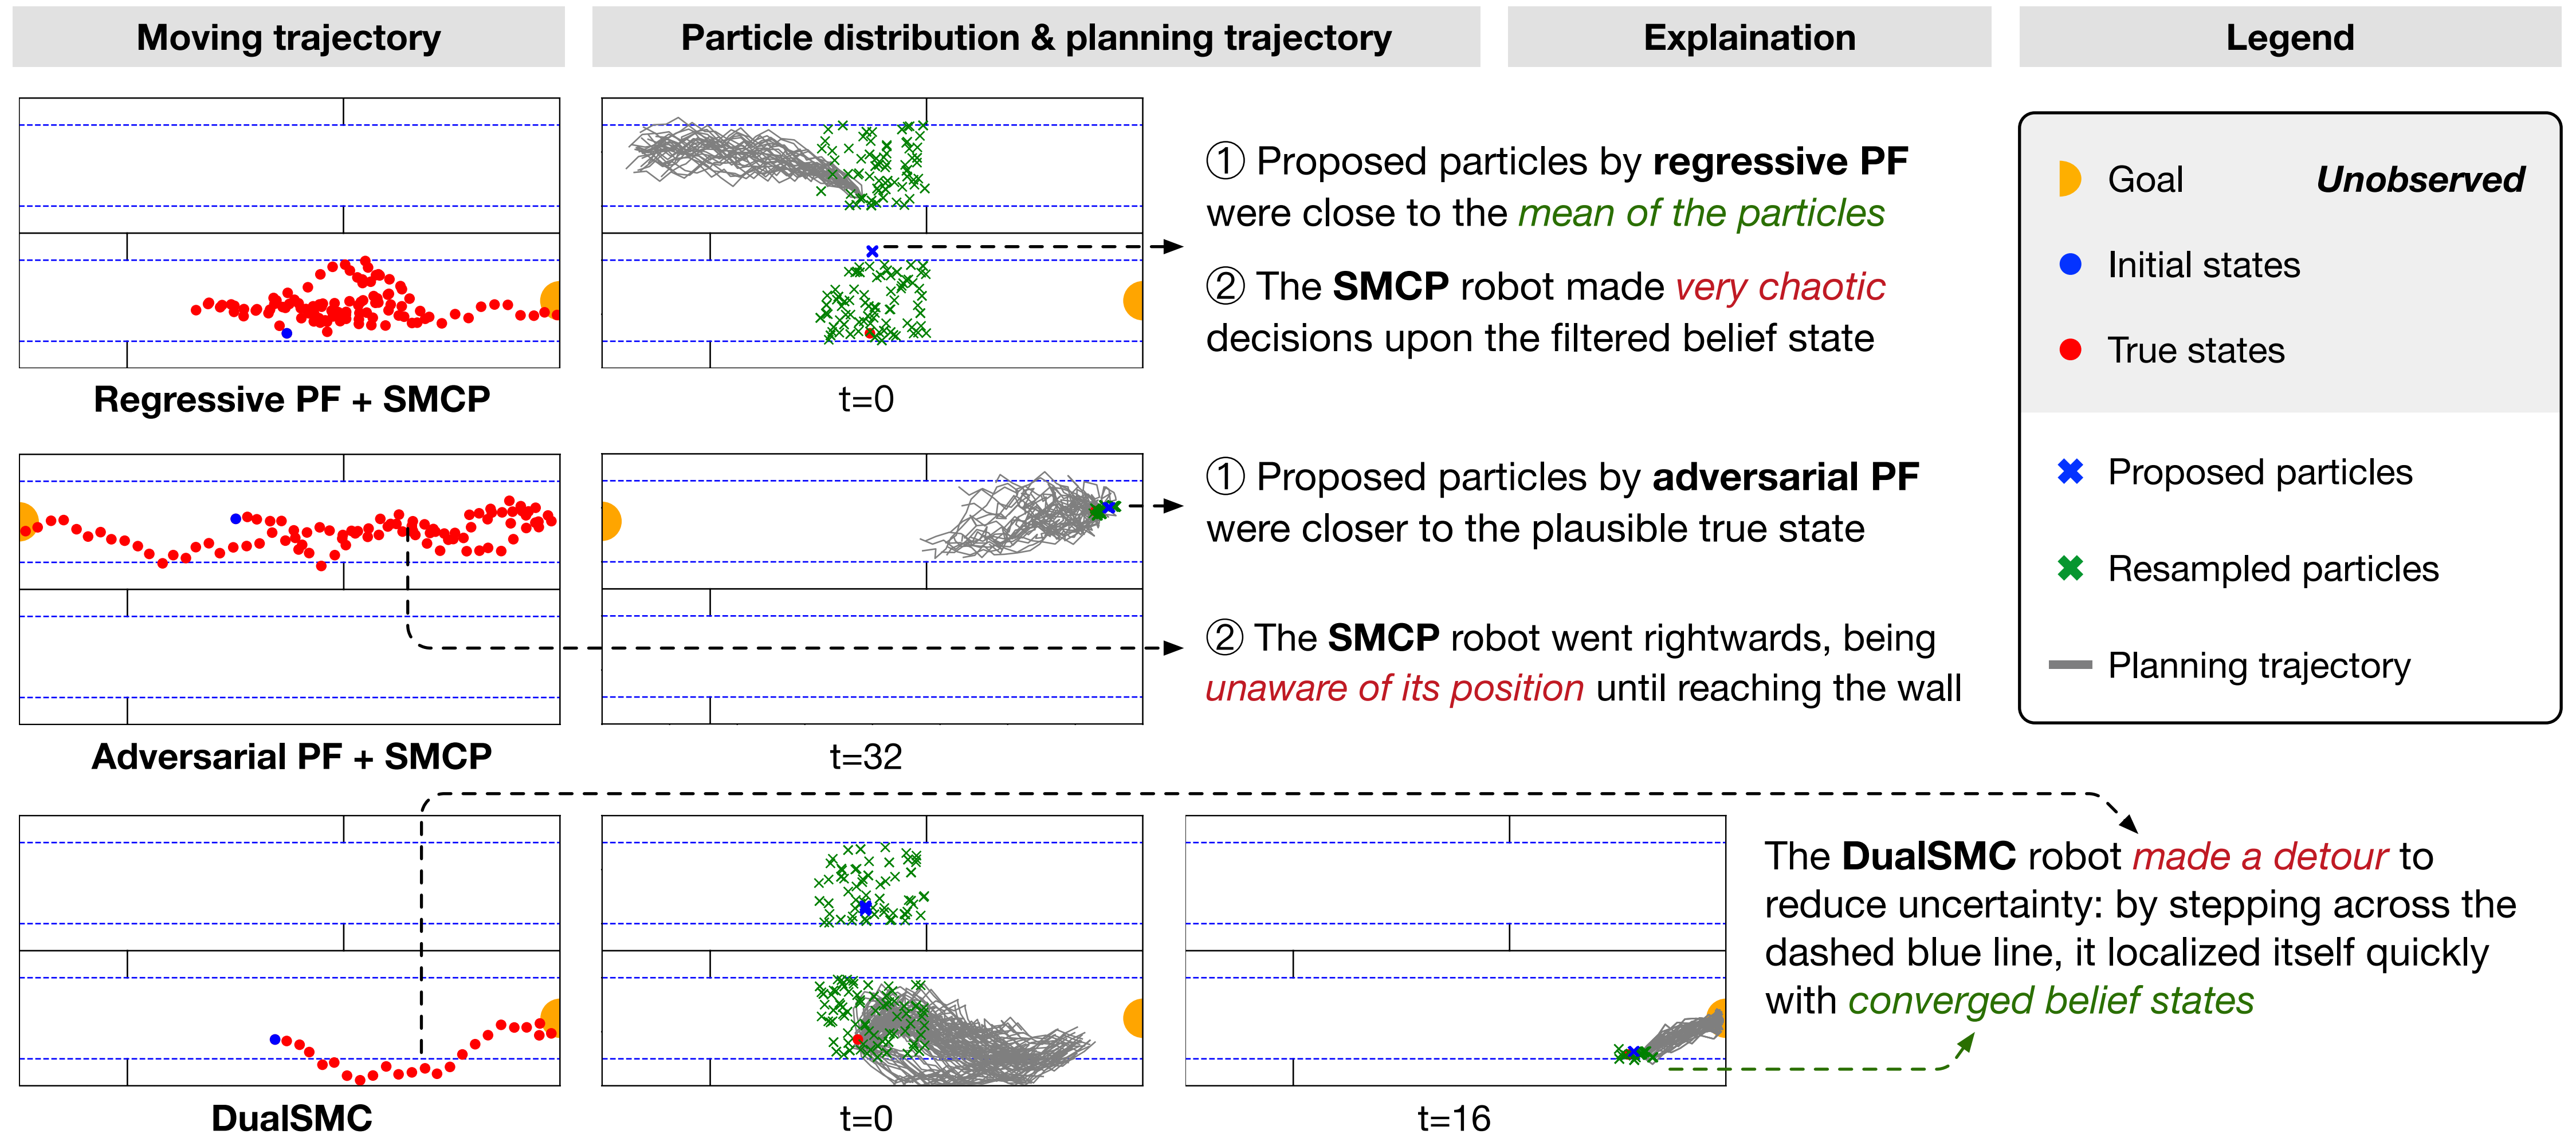 Moving trajectory
Particle distribution & planning trajectory
Explaination
Legend
① Proposed particles by regressive PF
were close to the mean of the particles
② The SMCP robot made very chaotic
decisions upon the filtered belief state
Regressive PF + SMCP
t=0
Goal
Unobserved
Initial states
True states
Proposed particles
Resampled particles
Planning trajectory
① Proposed particles by adversarial PF
were closer to the plausible true state
② The SMCP robot went rightwards, being
unaware of its position until reaching the wall
Adversarial PF + SMCP
t=32
The DualSMC robot made a detour to
reduce uncertainty: by stepping across the
dashed blue line, it localized itself quickly
with converged belief states
DualSMC
t=0
t=16